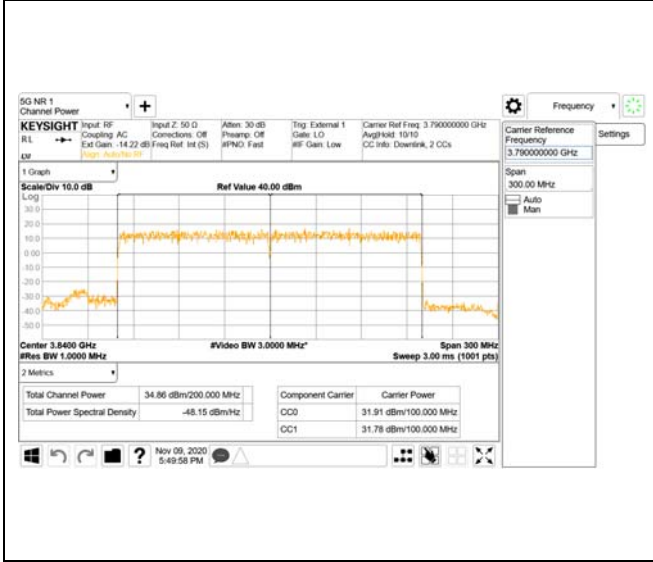 5G NR 1
Channel Power
Frequency
KEYSIGHT
Input: RF
Input Z: 50 Ω
Atten: 30 dB
Trig: External 1
Carrier Ref Freq: 3.790000000 GHz
RL
Coupling: AC
Corrections: Off
Preamp: Off
Gate: LO
Avg|Hold: 10/10
Ext Gain: -14.22 dB
Freq Ref: Int (S)
#PNO: Fast
#IF Gain: Low
CC Info: Downlink, 2 CCs
Align: Auto/No RF
Carrier Reference
Frequency
3.790000000 GHz
Settings
Span
300.00 MHz
Auto
Man
1 Graph
Scale/Div 10.0 dB
Ref Value 40.00 dBm
Log
30.0
20.0
10.0
0.00
-10.0
-20.0
-30.0
-40.0
-50.0
Center 3.8400 GHz
#Video BW 3.0000 MHz*
Span 300 MHz
#Res BW 1.0000 MHz
Sweep 3.00 ms (1001 pts)
2 Metrics
Total Channel Power
34.86 dBm/200.000 MHz
Total Power Spectral Density
-48.15 dBm/Hz
Component Carrier
Carrier Power
CC0
31.91 dBm/100.000 MHz
CC1
31.78 dBm/100.000 MHz
?
Nov 09, 2020
5:49:58 PM